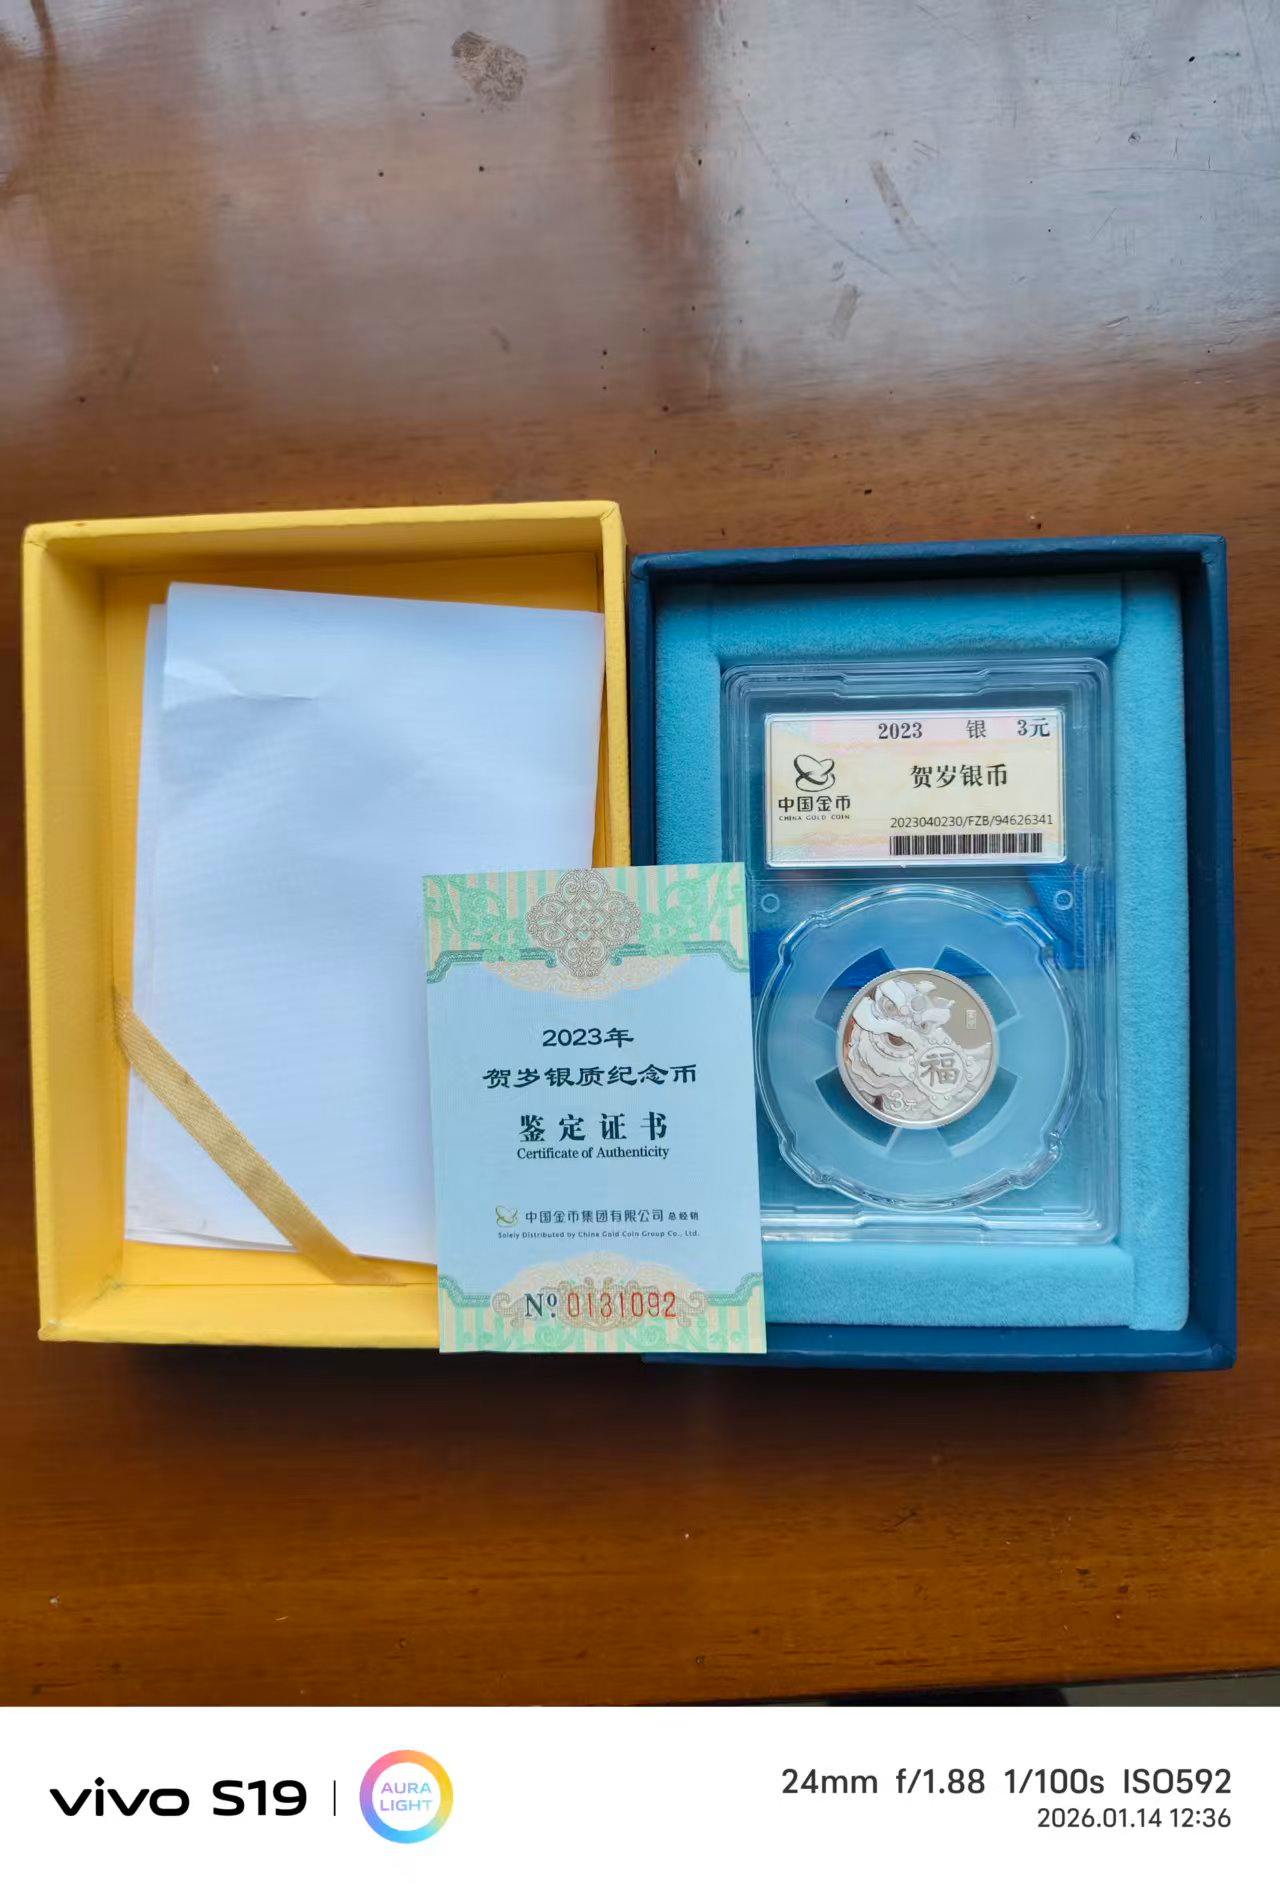 2023 银 3元
贺岁银币
中国金币
CHINA GOLD COIN
2023040230/FZB/94626341
福
3元
2023年
贺岁银质纪念币
鉴定证书
Certificate of Authenticity
中国金币集团有限公司 总经销
Solely Distributed by China Gold Coin Group Co., Ltd.
Nº 0131092
vivo S19
AURA
LIGHT
24mm f/1.88 1/100s ISO592
2026.01.14 12:36